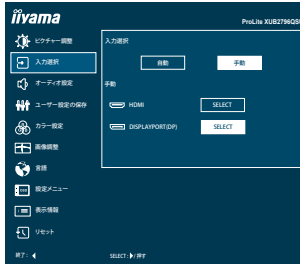 iiyama
ProLite XUB2796QSU
ピクチャー調整
入力選択
オーディオ設定
ユーザー設定の保存
カラー設定
画像調整
言語
OSD 設定メニュー
表示情報
リセット
入力選択
自動 手動
手動
HDMI SELECT
DISPLAYPORT(DP) SELECT
終了: SELECT: / 押す